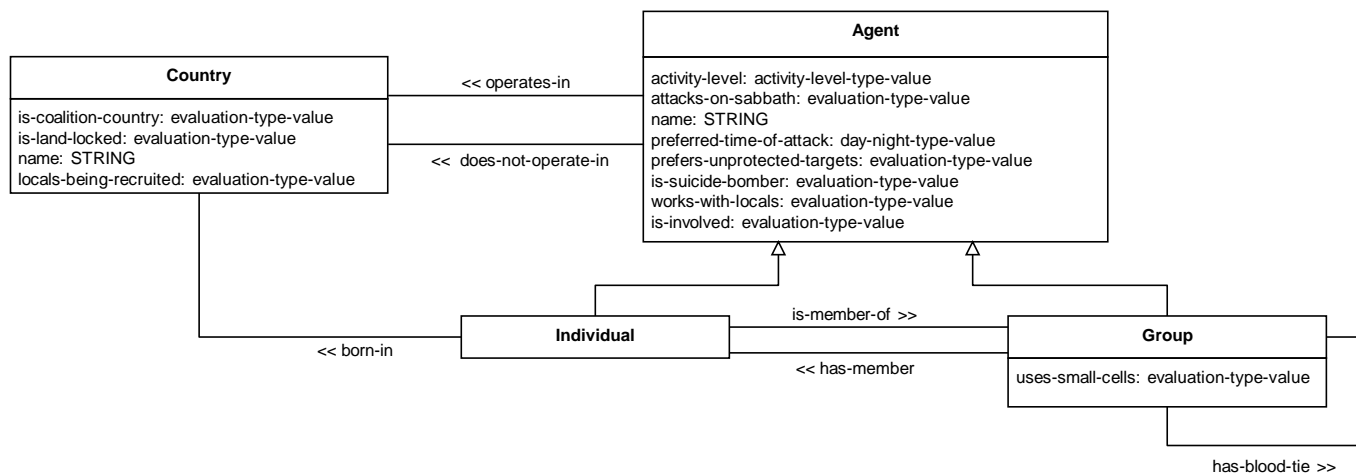 Agent
activity-level: activity-level-type-value
attacks-on-sabbath: evaluation-type-value
name: STRING
preferred-time-of-attack: day-night-type-value
prefers-unprotected-targets: evaluation-type-value
is-suicide-bomber: evaluation-type-value
works-with-locals: evaluation-type-value
is-involved: evaluation-type-value
Country
is-coalition-country: evaluation-type-value
is-land-locked: evaluation-type-value
name: STRING
locals-being-recruited: evaluation-type-value
<< operates-in
<< does-not-operate-in
Individual
<< born-in
is-member-of >>
<< has-member
Group
uses-small-cells: evaluation-type-value
has-blood-tie >>